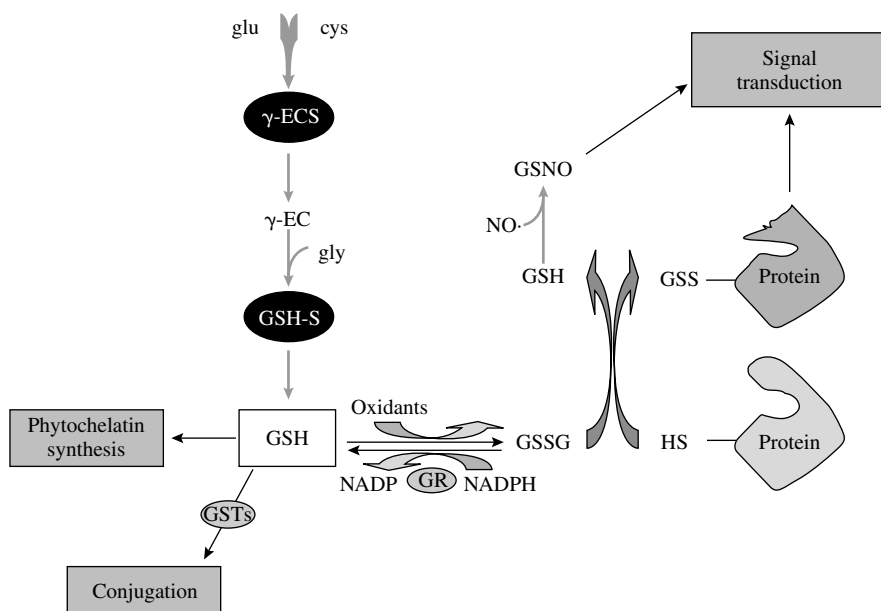 glu cys
Signal
transduction
γ-ECS
GSNO
γ-EC
NO·
gly
GSH
GSS
Protein
GSH-S
Oxidants
Phytochelatin
synthesis
GSH
GSSG
HS
Protein
NADP
GR
NADPH
GSTs
Conjugation